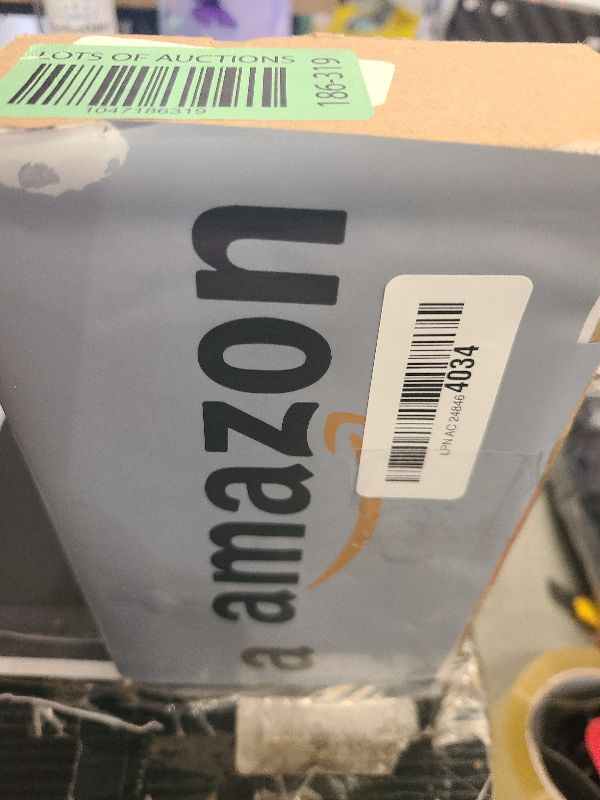 LOTS OF AUCTIONS
1047186319
186-319
a amazon
LPN AC 24846 4034